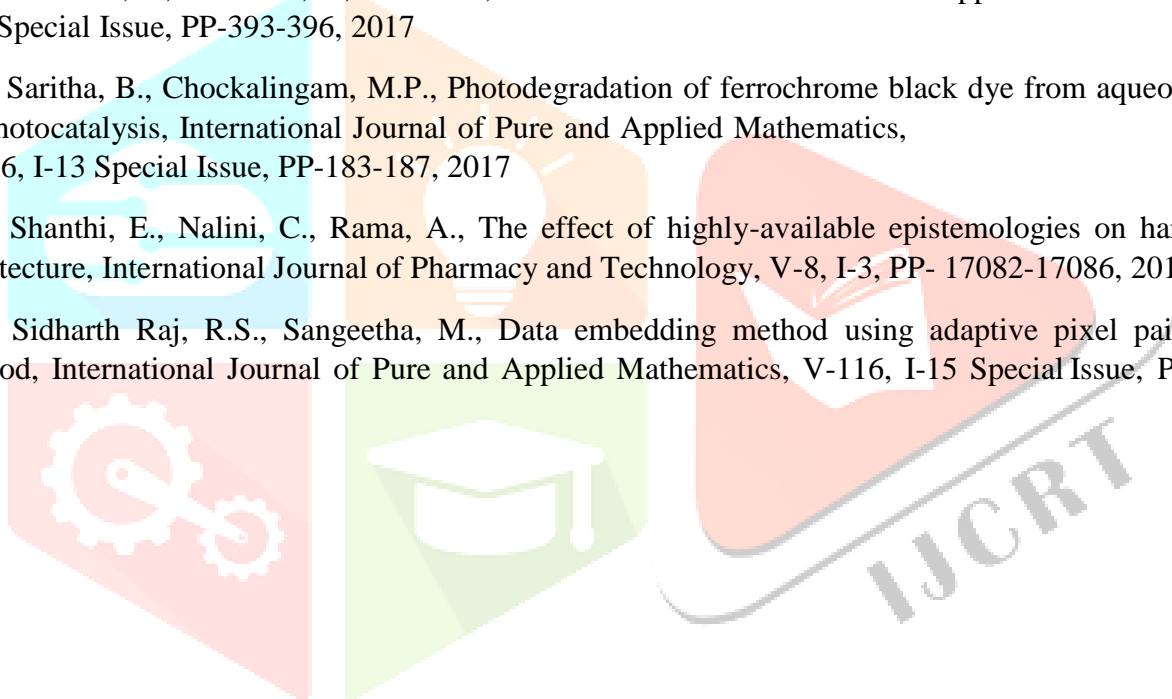 Special Issue, PP-393-396, 2017
Saritha, B., Chockalingam, M.P., Photodegradation of ferrochrome black dye from aqueo
hotocatalysis, International Journal of Pure and Applied Mathematics,
6, I-13 Special Issue, PP-183-187, 2017
Shanthi, E., Nalini, C., Rama, A., The effect of highly-available epistemologies on ha
tecture, International Journal of Pharmacy and Technology, V-8, I-3, PP- 17082-17086, 201
Sidharth Raj, R.S., Sangeetha, M., Data embedding method using adaptive pixel pai
od, International Journal of Pure and Applied Mathematics, V-116, I-15 Special Issue, P
IJCRT